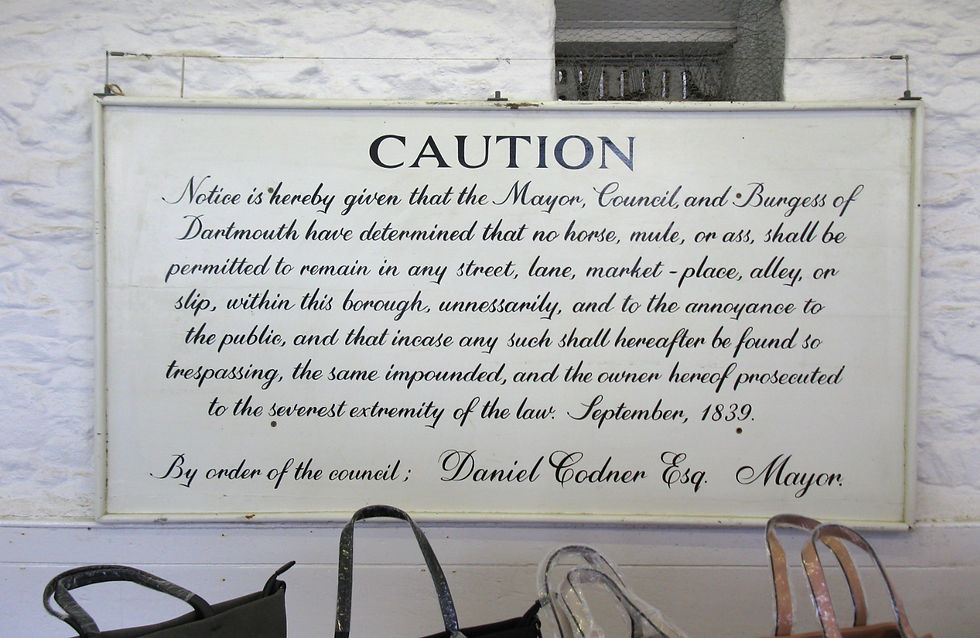 CAUTION
Notice is hereby given that the Mayor, Council, and Burgess of
Dartmouth have determined that no horse, mule, or ass, shall be
permitted to remain in any street, lane, market-place, alley, or
slip, within this borough, unnessarily, and to the annoyance to
the public, and that incase any such shall hereafter be found so
trespassing, the same impounded, and the owner hereof prosecuted
to the severest extremity of the law. September, 1839.
By order of the council; Daniel Codner Esq. Mayor.